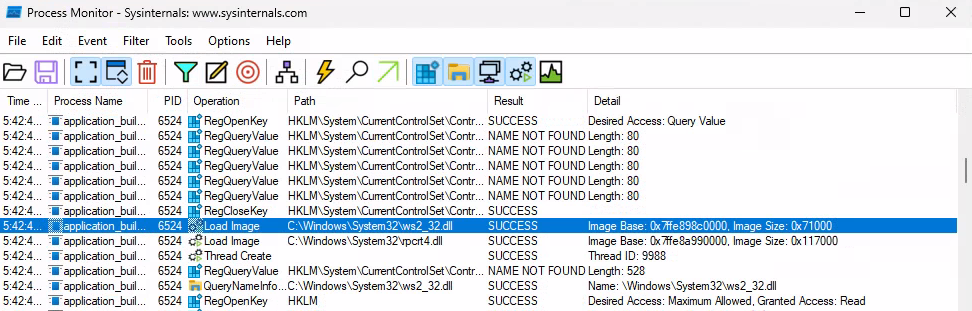 Process Monitor - Sysinternals: www.sysinternals.com
File Edit Event Filter Tools Options Help
Time ... Process Name PID Operation Path Result Detail
5:42:4... application_buil... 6524 RegOpenKey HKLM\System\CurrentControlSet\Contr... SUCCESS Desired Access: Query Value
5:42:4... application_buil... 6524 RegQueryValue HKLM\System\CurrentControlSet\Contr... NAME NOT FOUND Length: 80
5:42:4... application_buil... 6524 RegQueryValue HKLM\System\CurrentControlSet\Contr... NAME NOT FOUND Length: 80
5:42:4... application_buil... 6524 RegQueryValue HKLM\System\CurrentControlSet\Contr... NAME NOT FOUND Length: 80
5:42:4... application_buil... 6524 RegQueryValue HKLM\System\CurrentControlSet\Contr... NAME NOT FOUND Length: 80
5:42:4... application_buil... 6524 RegQueryValue HKLM\System\CurrentControlSet\Contr... NAME NOT FOUND Length: 80
5:42:4... application_buil... 6524 RegCloseKey HKLM\System\CurrentControlSet\Contr... SUCCESS
5:42:4... application_buil... 6524 Load Image C:\Windows\System32\ws2_32.dll SUCCESS Image Base: 0x7ffe898c0000, Image Size: 0x71000
5:42:4... application_buil... 6524 Load Image C:\Windows\System32\rpcrt4.dll SUCCESS Image Base: 0x7ffe8a990000, Image Size: 0x117000
5:42:4... application_buil... 6524 Thread Create SUCCESS Thread ID: 9988
5:42:4... application_buil... 6524 RegQueryValue HKLM\System\CurrentControlSet\Contr... NAME NOT FOUND Length: 528
5:42:4... application_buil... 6524 QueryNameInfo... C:\Windows\System32\ws2_32.dll SUCCESS Name: \Windows\System32\ws2_32.dll
5:42:4... application_buil... 6524 RegOpenKey HKLM SUCCESS Desired Access: Maximum Allowed, Granted Access: Read